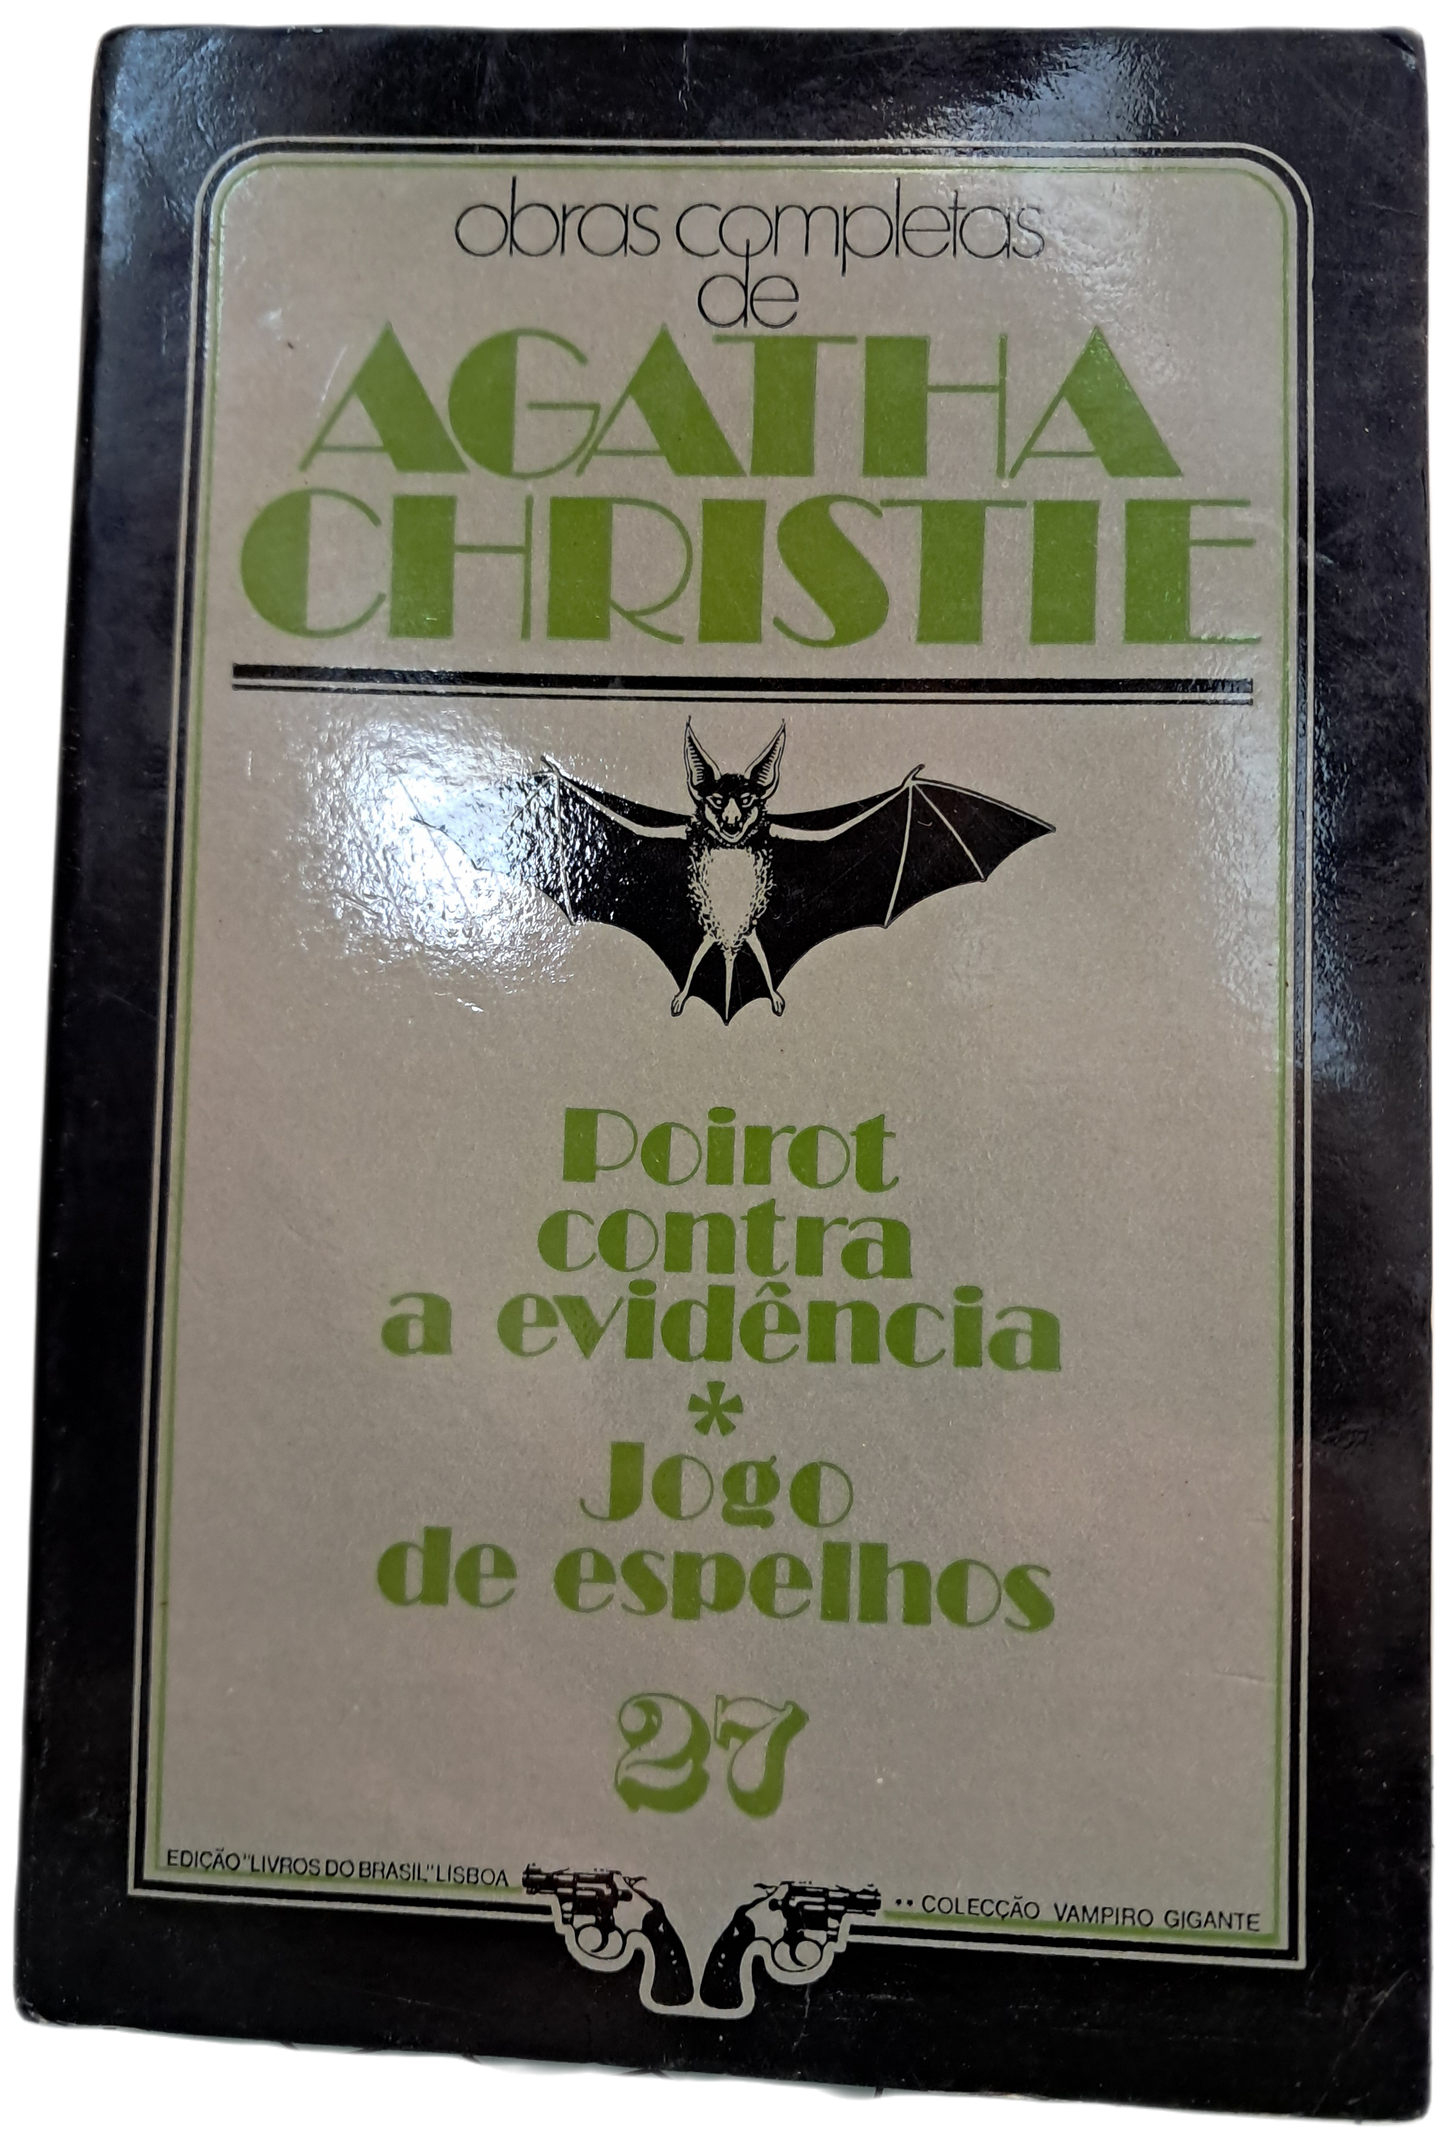 obras completas
de
AGATHA
CHRISTIE
Poirot
contra
a evidência
*
Jogo
de espelhos
27
EDIÇÃO "LIVROS DO BRASIL" LISBOA
•• COLECÇÃO VAMPIRO GIGANTE